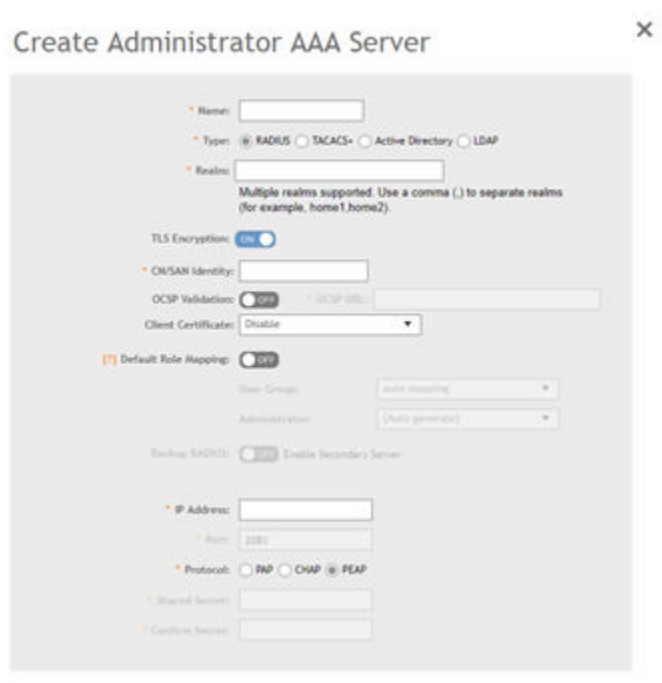 Create Administrator AAA Server
×
* Name:
* Type: RADIUS TACACS+ Active Directory LDAP
* Realm:
Multiple realms supported. Use a comma (,) to separate realms
(for example, home1,home2).
TLS Encryption: ON
* CN/SAN Identity:
OCSP Validation: OFF * OCSP URL:
Client Certificate: Disable
[?] Default Role Mapping: OFF
User Group: auto mapping
Administrator: [Auto generate]
Backup RADIUS: OFF Enable Secondary Server
* IP Address:
* Port: 2083
* Protocol: PAP CHAP PEAP
* Shared Secret:
* Confirm Secret: